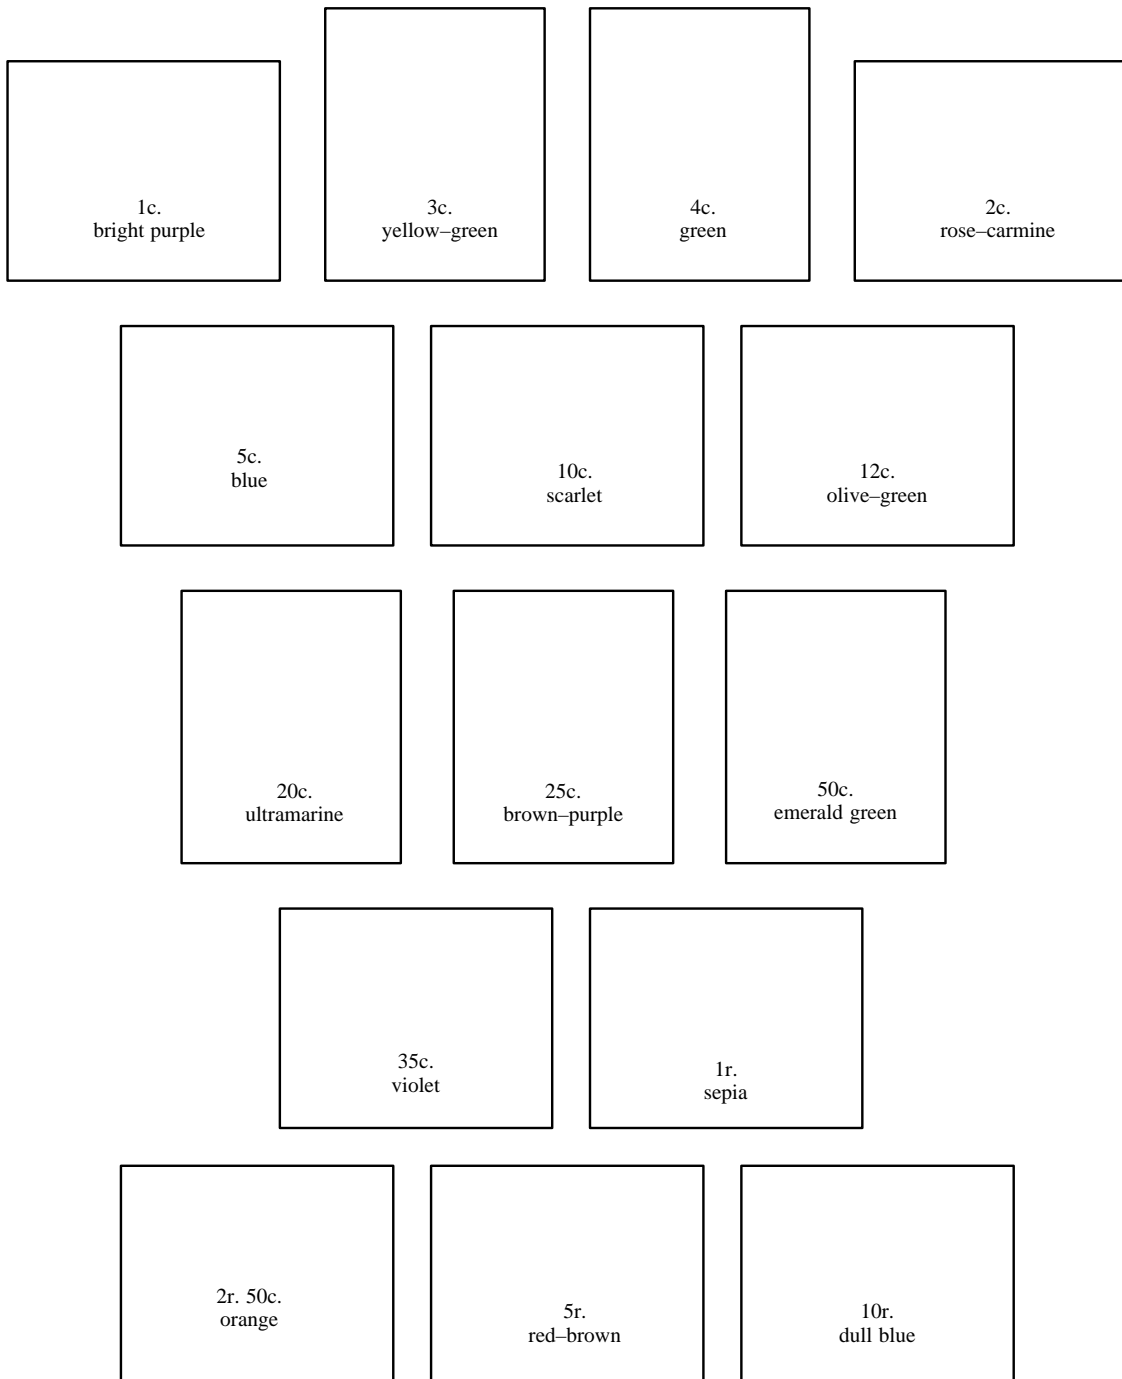 1c.
bright purple
3c.
yellow–green
4c.
green
2c.
rose–carmine
5c.
blue
10c.
scarlet
12c.
olive–green
20c.
ultramarine
25c.
brown–purple
50c.
emerald green
35c.
violet
1r.
sepia
2r. 50c.
orange
5r.
red–brown
10r.
dull blue